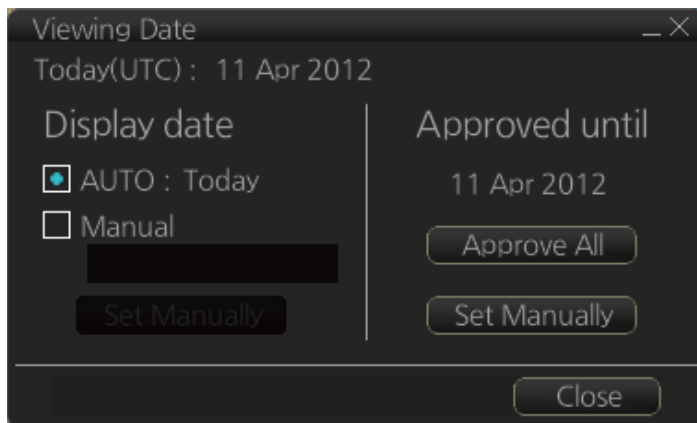 Viewing Date
Today(UTC) : 11 Apr 2012
Display date
AUTO : Today
Manual
Set Manually
Approved until
11 Apr 2012
Approve All
Set Manually
Close